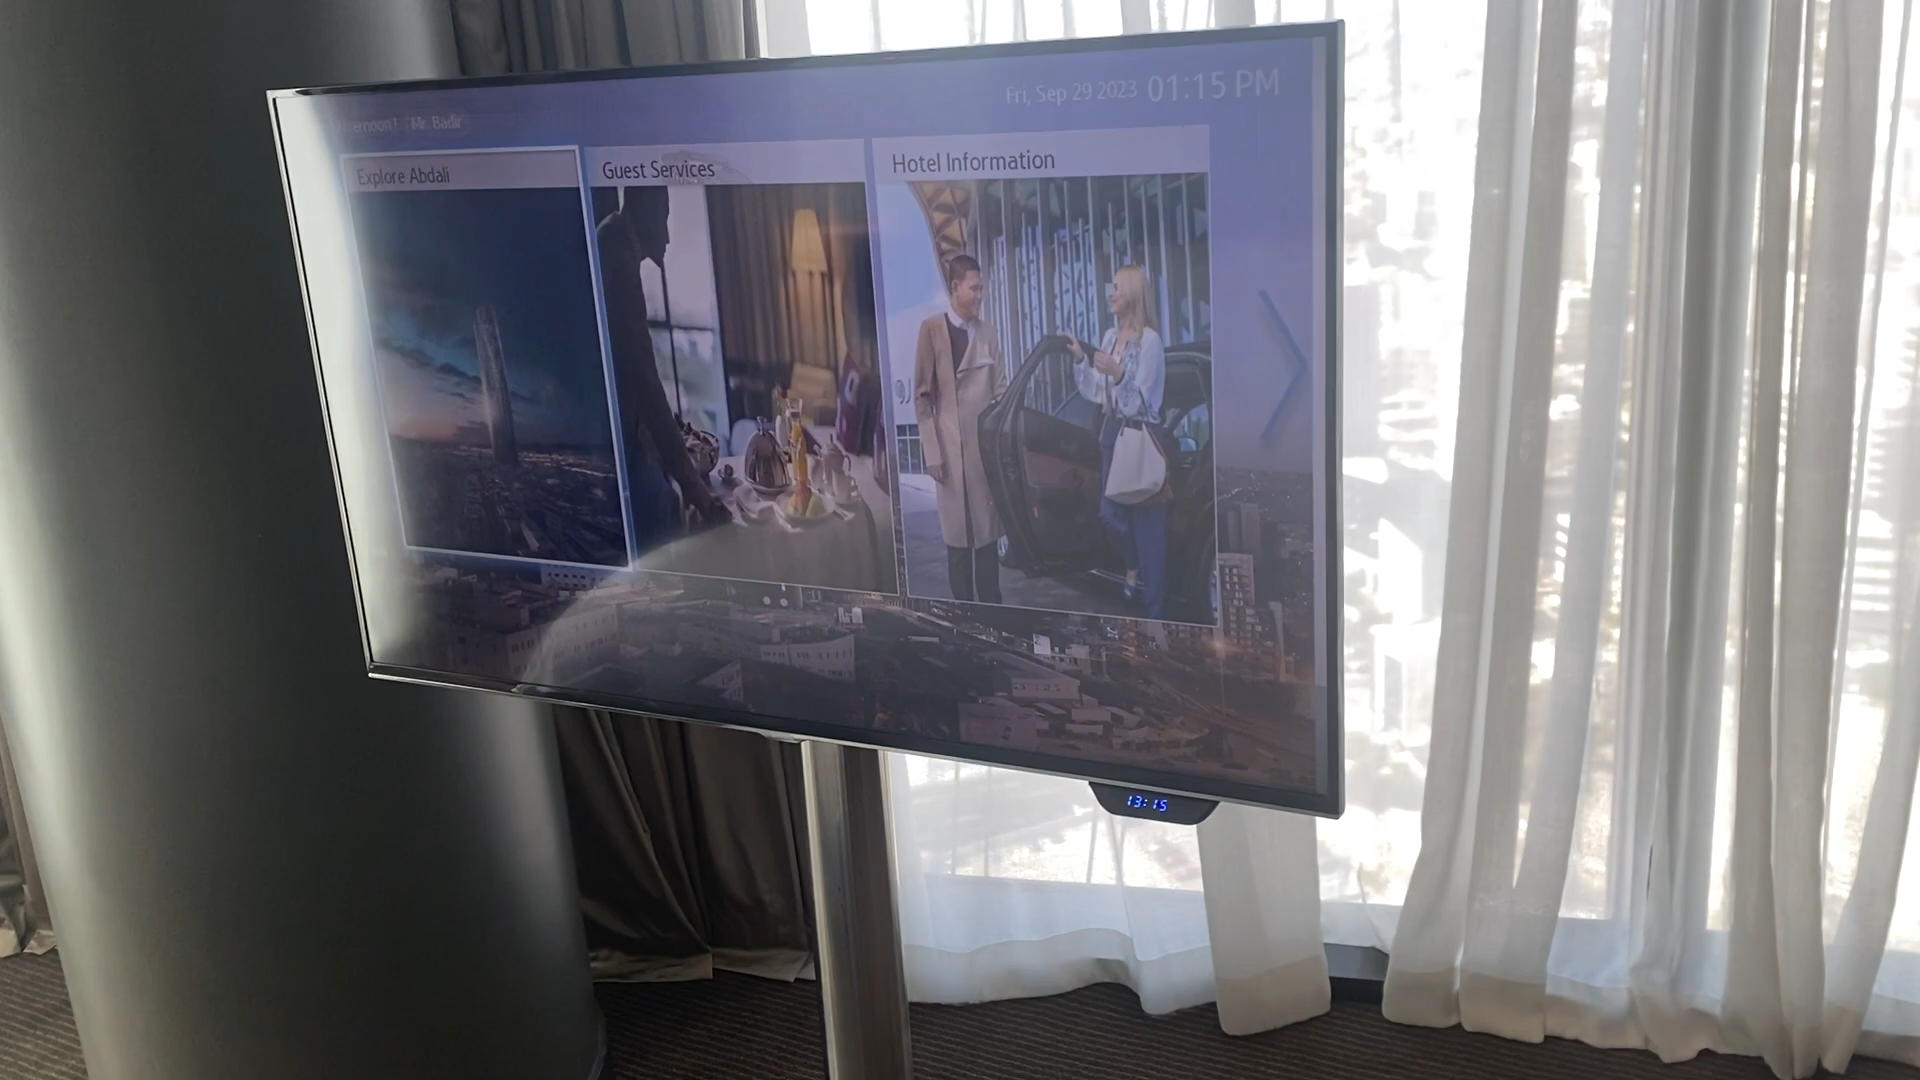 Fri, Sep 29 2023 01:15 PM
Mr. Badir
Explore Abdali
Guest Services
Hotel Information
13:15